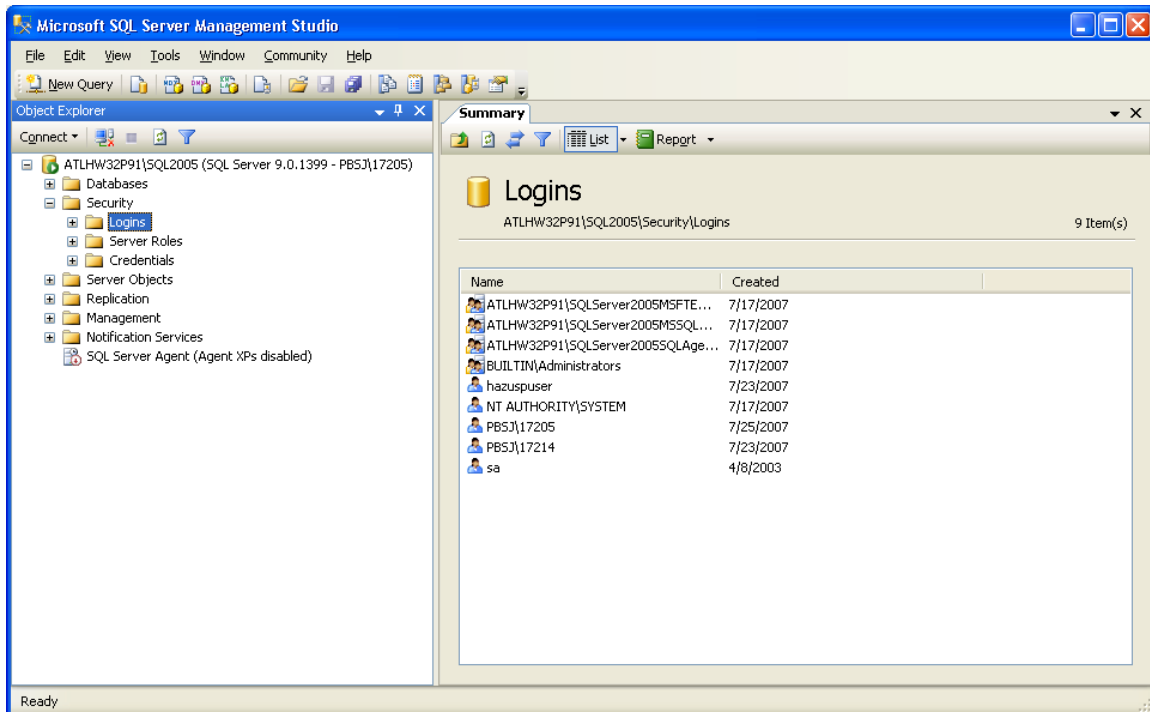 Microsoft SQL Server Management Studio
File Edit View Tools Window Community Help
New Query
Object Explorer
Connect
ATLHW32P91\SQL2005 (SQL Server 9.0.1399 - PBSJ\17205)
Databases
Security
Logins
Server Roles
Credentials
Server Objects
Replication
Management
Notification Services
SQL Server Agent (Agent XPs disabled)
Summary
List Report
Logins
ATLHW32P91\SQL2005\Security\Logins 9 Item(s)
Name Created
ATLHW32P91\SQLServer2005MSFTE... 7/17/2007
ATLHW32P91\SQLServer2005MSSQL... 7/17/2007
ATLHW32P91\SQLServer2005SQLAge... 7/17/2007
BUILTIN\Administrators 7/17/2007
hazuspuser 7/23/2007
NT AUTHORITY\SYSTEM 7/17/2007
PBSJ\17205 7/25/2007
PBSJ\17214 7/23/2007
sa 4/8/2003
Ready